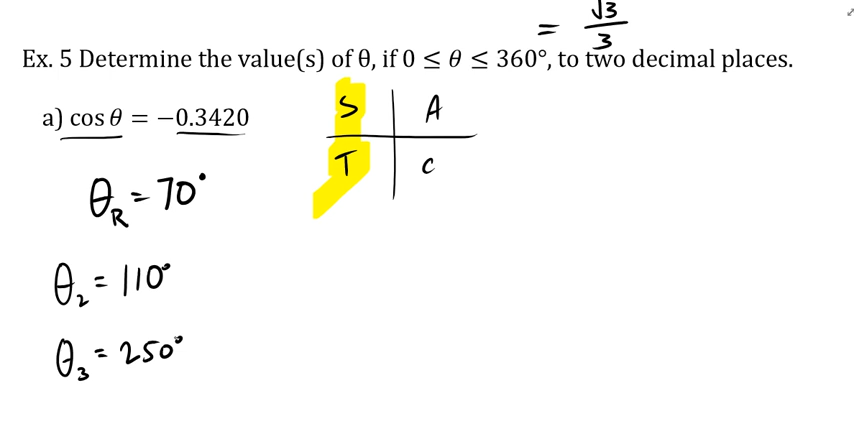 = √3/3
Ex. 5 Determine the value(s) of θ, if 0 ≤ θ ≤ 360°, to two decimal places.
a) cos θ = −0.3420
S A
T C
θR = 70°
θ2 = 110°
θ3 = 250°